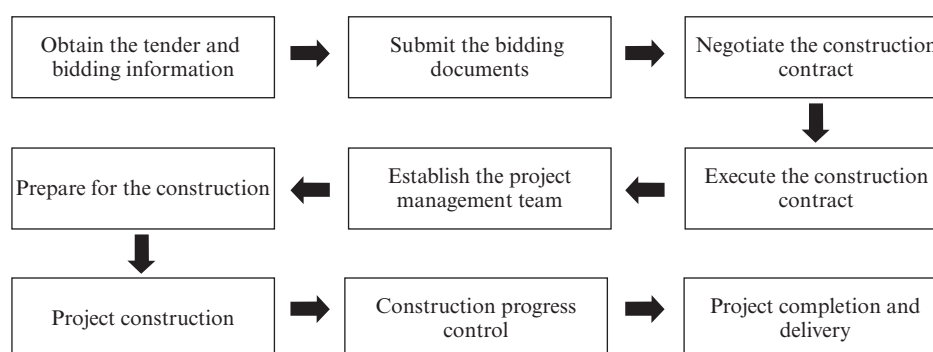 Obtain the tender and
bidding information
Submit the bidding
documents
Negotiate the construction
contract
Prepare for the construction
Establish the project
management team
Execute the construction
contract
Project construction
Construction progress
control
Project completion and
delivery